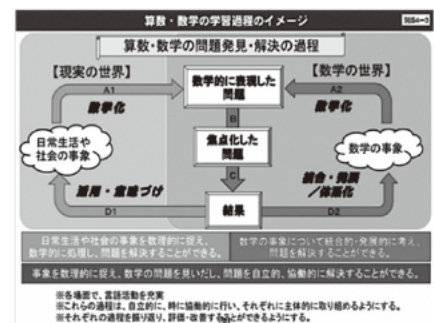 算数・数学の学習過程のイメージ
算数・数学の問題発見・解決の過程
【現実の世界】
【数学の世界】
数学的に表現した
問題
A1
A2
数学化
数学化
B
日常生活や
社会の事象
焦点化した
問題
数学の事象
C
活用・意味づけ
統合・発展
／体系化
結果
D1
D2
日常生活や社会の事象を数理的に捉え、
数学的に処理し、問題を解決することができる。
数学の事象について統合的・発展的に考え、
問題を解決することができる。
事象を数理的に捉え、数学の問題を見いだし、問題を自立的、協働的に解決することができる。
※各場面で、言語活動を充実
※これらの過程は、自立的に、時に協働的に行い、それぞれに主体的に取り組めるようにする。
※それぞれの過程を振り返り、評価・改善することができるようにする。